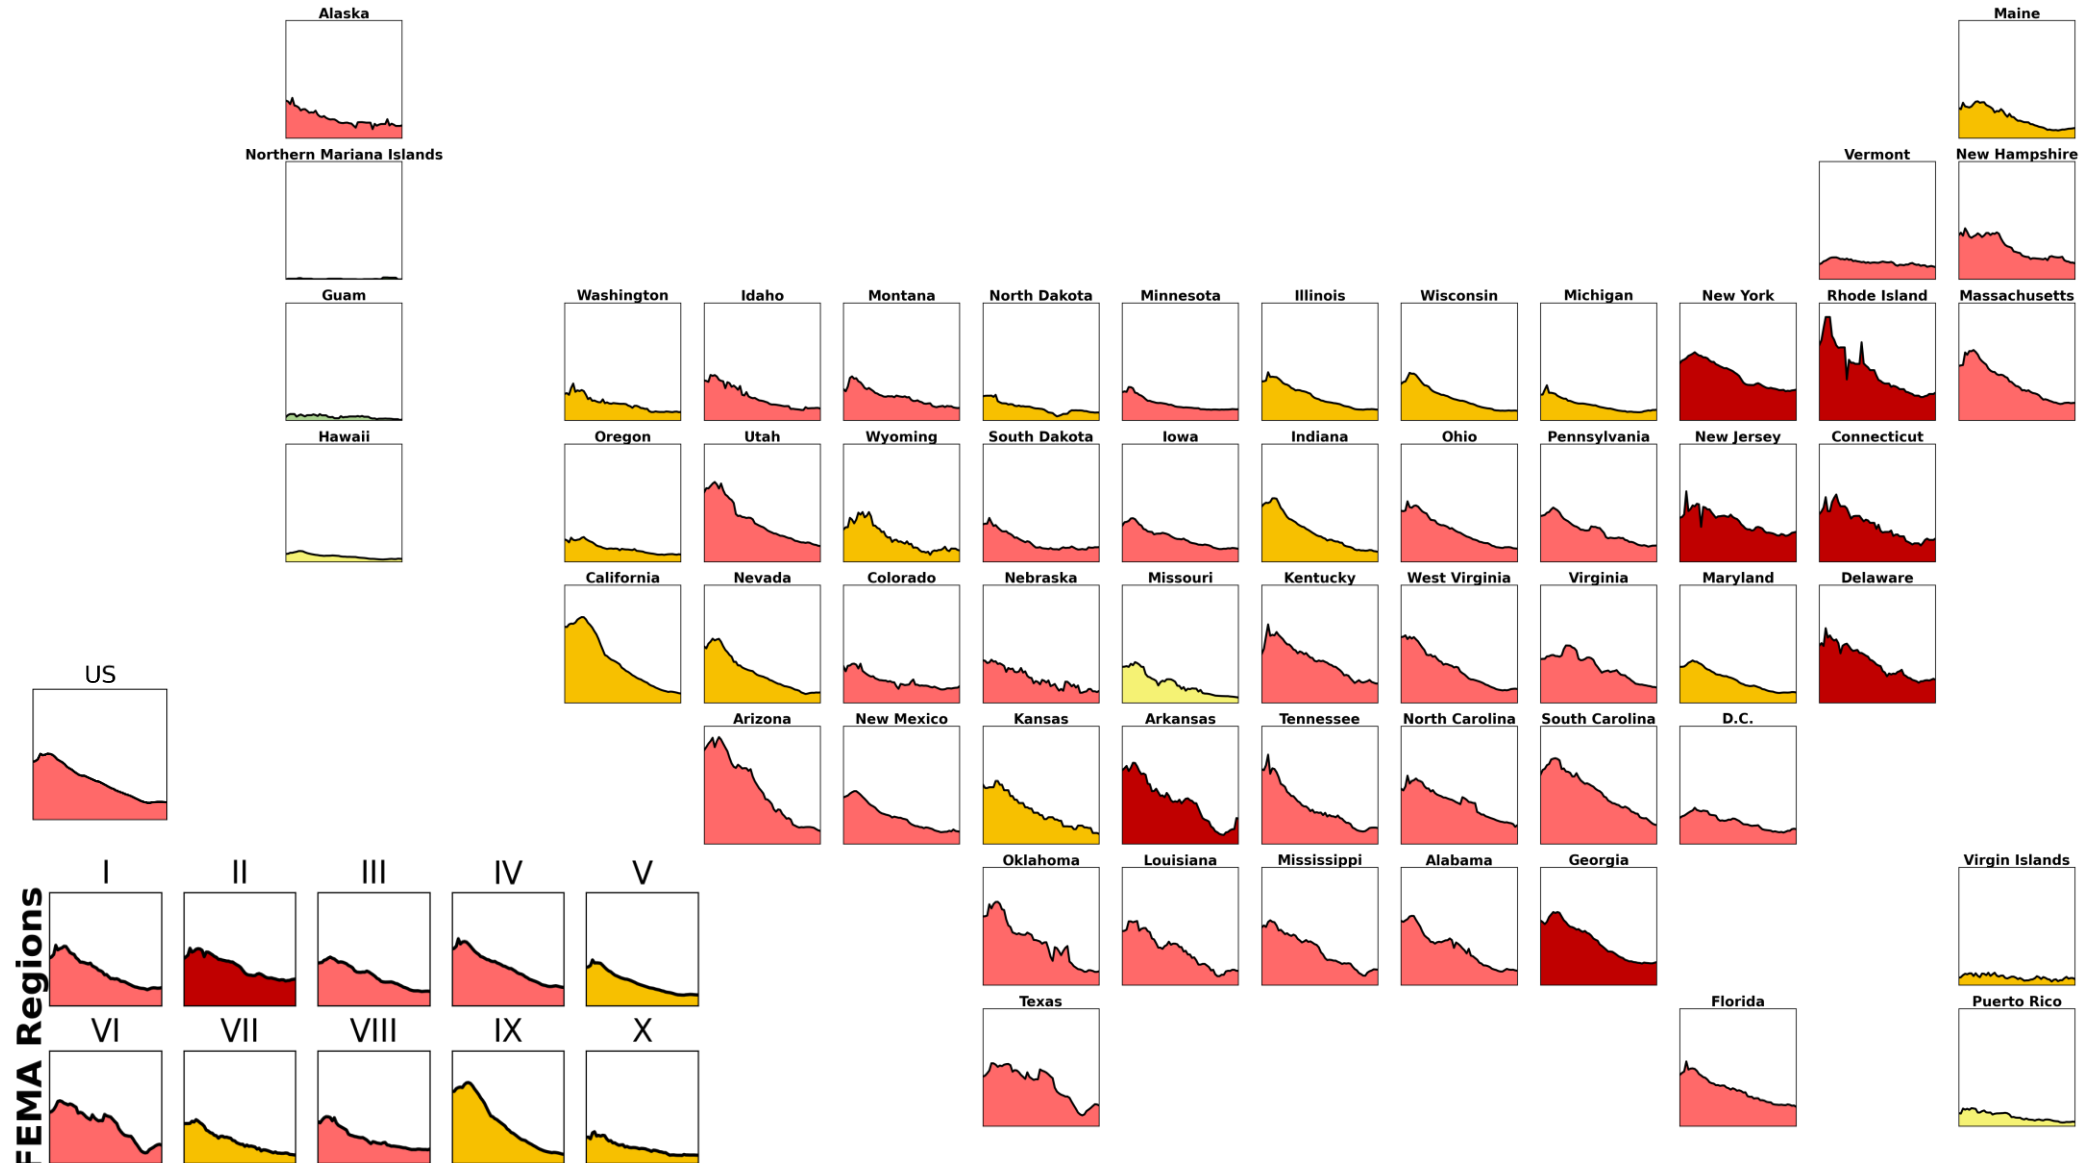 Alaska
Maine
Northern Mariana Islands
Vermont
New Hampshire
Guam
Washington
Idaho
Montana
North Dakota
Minnesota
Illinois
Wisconsin
Michigan
New York
Rhode Island
Massachusetts
Hawaii
Oregon
Utah
Wyoming
South Dakota
Iowa
Indiana
Ohio
Pennsylvania
New Jersey
Connecticut
California
Nevada
Colorado
Nebraska
Missouri
Kentucky
West Virginia
Virginia
Maryland
Delaware
US
Arizona
New Mexico
Kansas
Arkansas
Tennessee
North Carolina
South Carolina
D.C.
Oklahoma
Louisiana
Mississippi
Alabama
Georgia
Virgin Islands
FEMA Regions
I
II
III
IV
V
Texas
Florida
Puerto Rico
VI
VII
VIII
IX
X